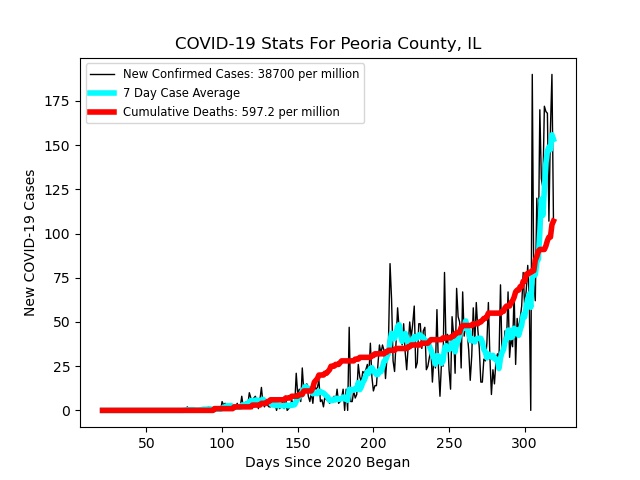 COVID-19 Stats For Peoria County, IL
New Confirmed Cases: 38700 per million
7 Day Case Average
Cumulative Deaths: 597.2 per million
New COVID-19 Cases
175
150
125
100
75
50
25
0
50
100
150
200
250
300
Days Since 2020 Began